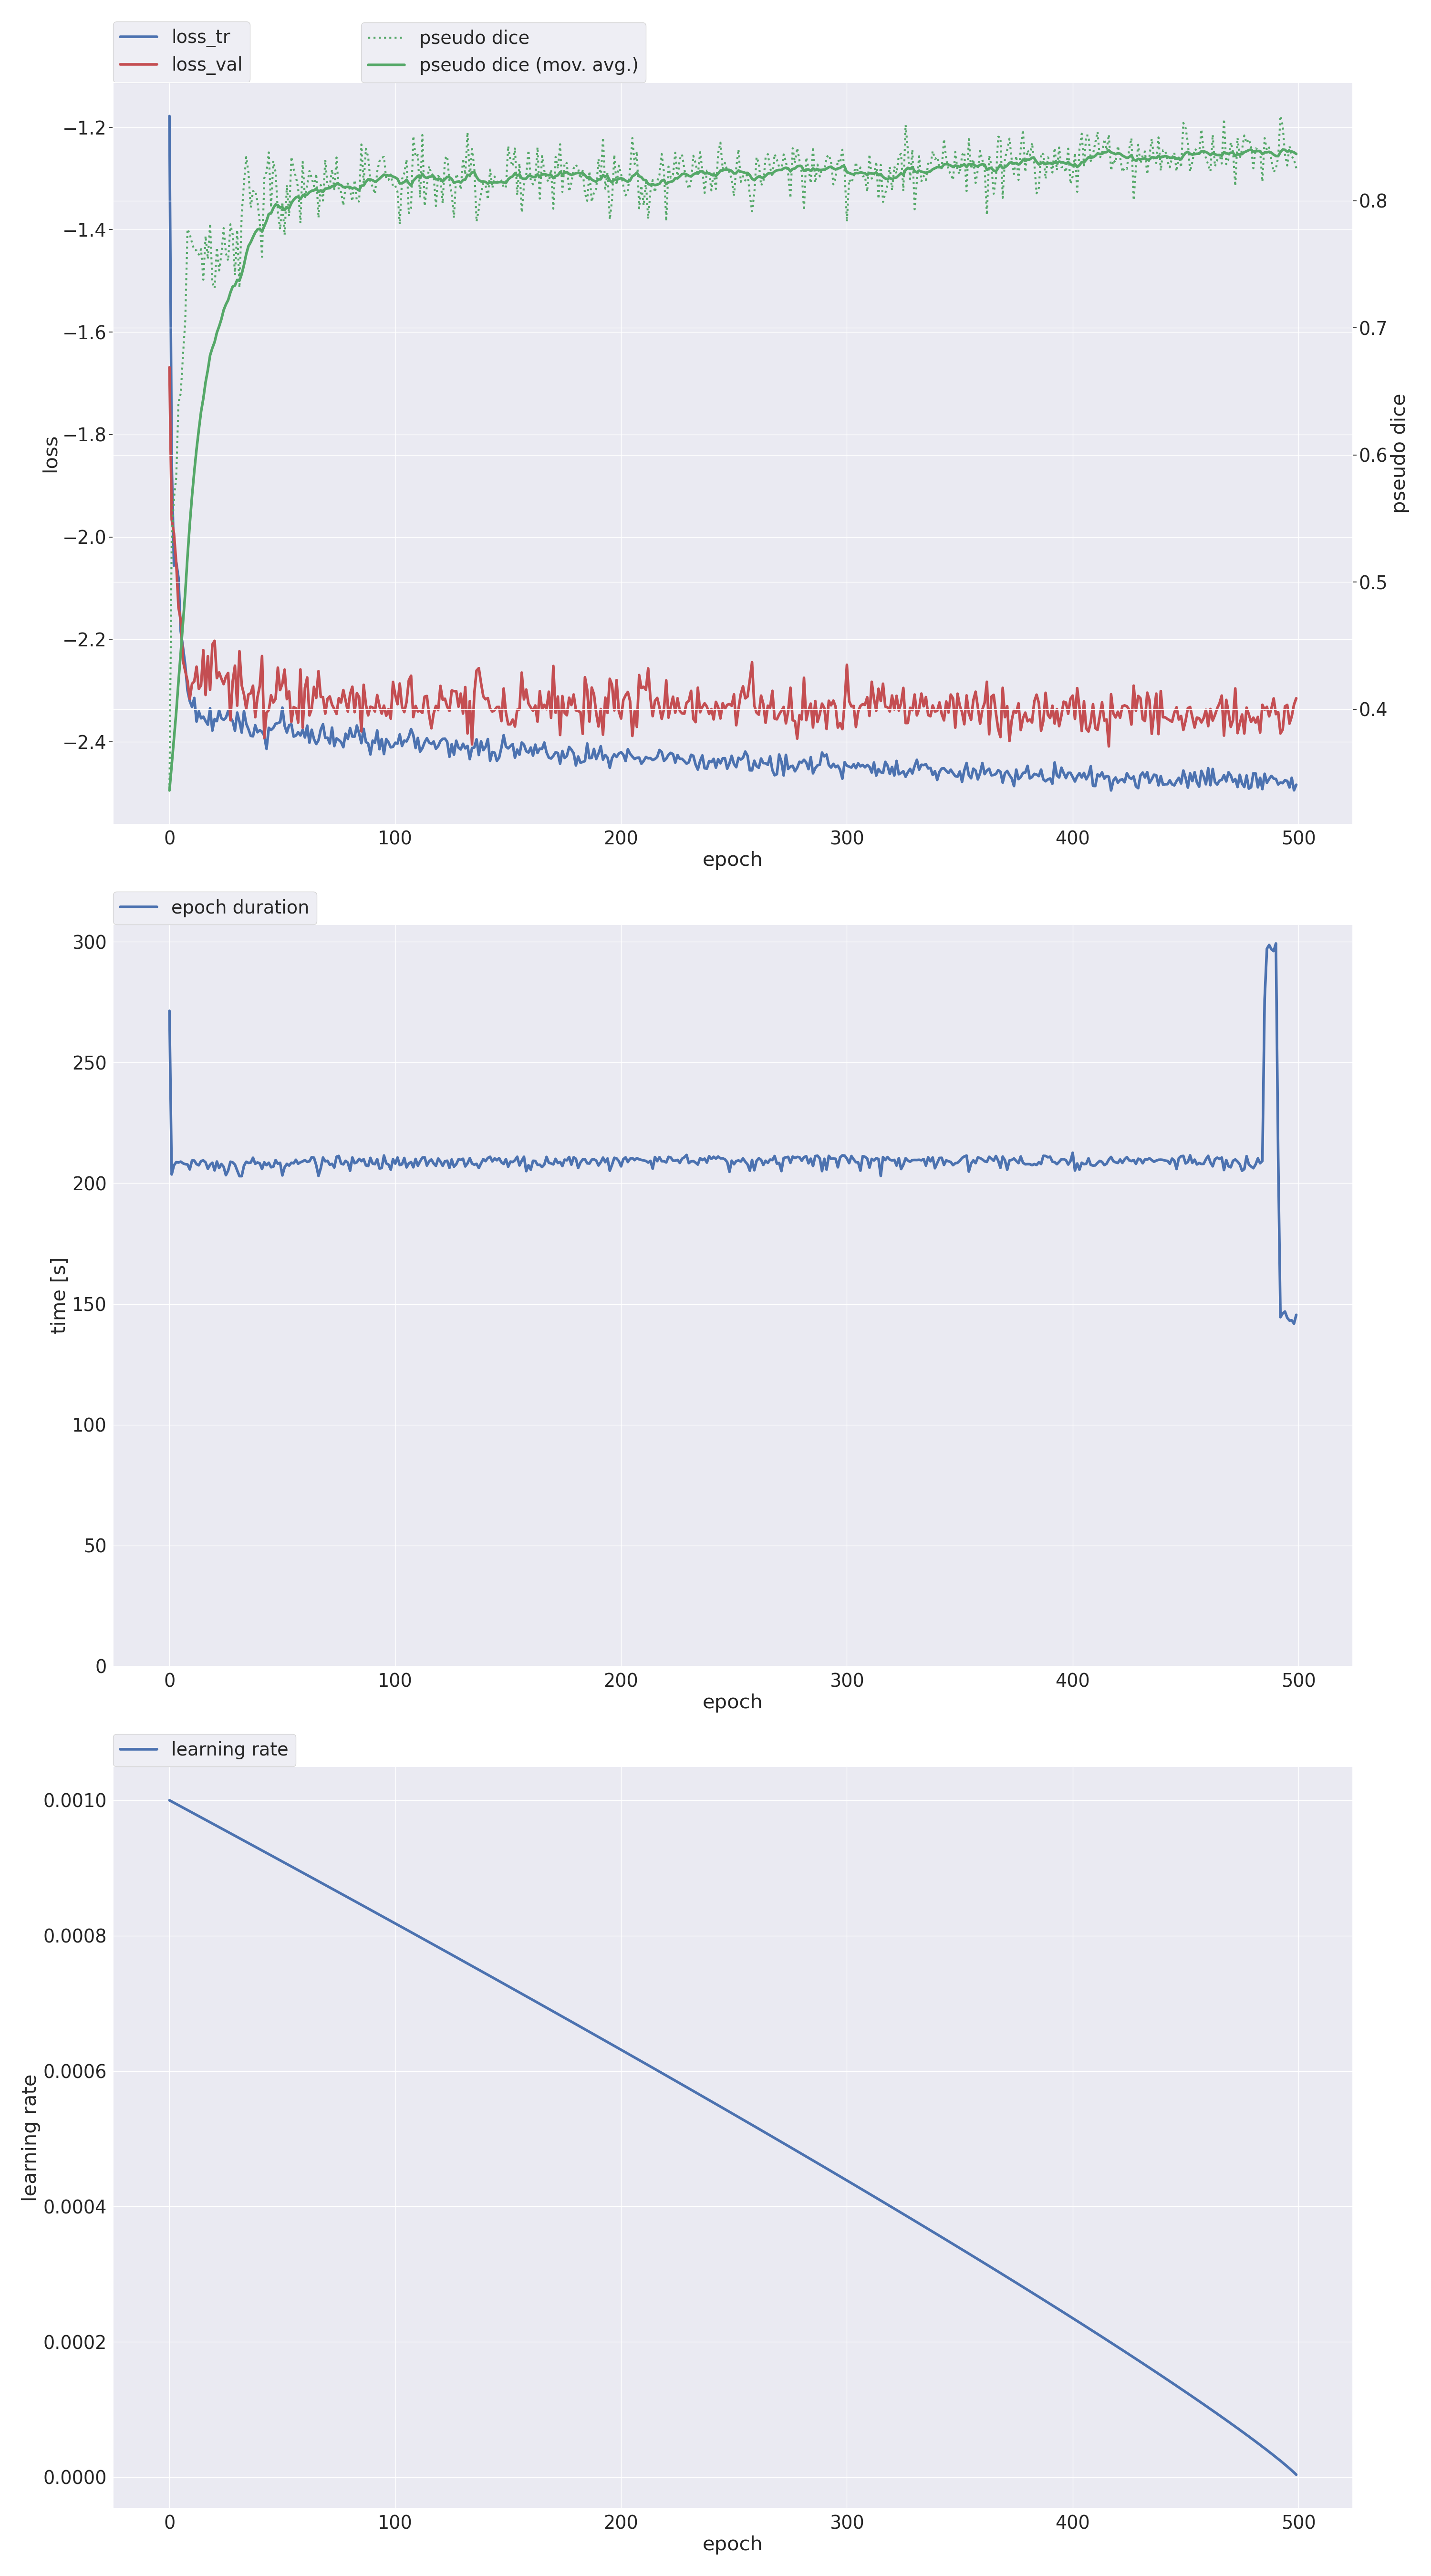 loss_tr
loss_val
pseudo dice
pseudo dice (mov. avg.)
−1.2
−1.4
−1.6
−1.8
−2.0
−2.2
−2.4
loss
0.8
0.7
0.6
0.5
0.4
pseudo dice
0 100 200 300 400 500
epoch
epoch duration
300
250
200
150
100
50
0
time [s]
0 100 200 300 400 500
epoch
learning rate
0.0010
0.0008
0.0006
0.0004
0.0002
0.0000
learning rate
0 100 200 300 400 500
epoch